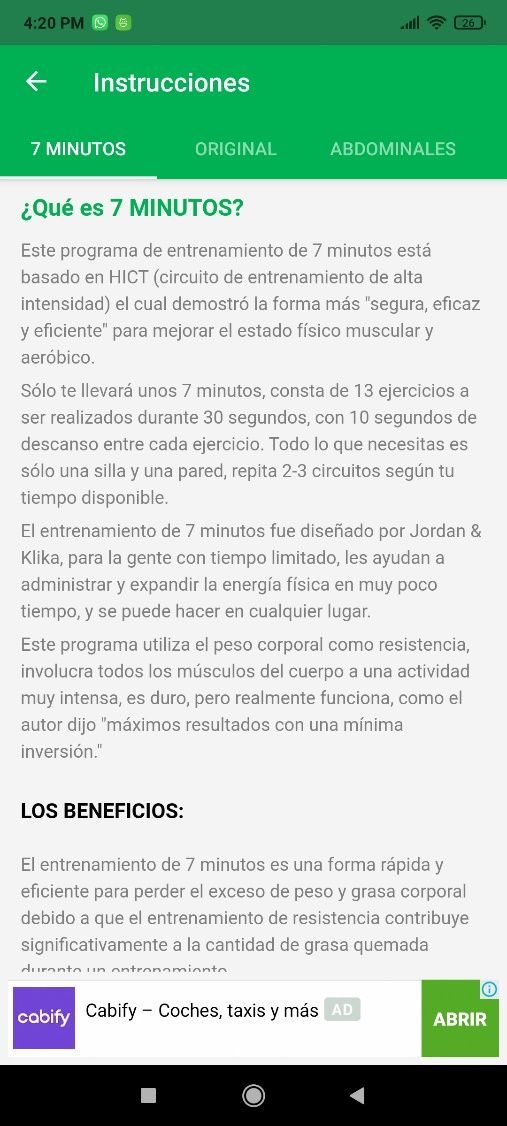 4:20 PM
26
Instrucciones
7 MINUTOS
ORIGINAL
ABDOMINALES
¿Qué es 7 MINUTOS?
Este programa de entrenamiento de 7 minutos está
basado en HICT (circuito de entrenamiento de alta
intensidad) el cual demostró la forma más "segura, eficaz
y eficiente" para mejorar el estado físico muscular y
aeróbico.
Sólo te llevará unos 7 minutos, consta de 13 ejercicios a
ser realizados durante 30 segundos, con 10 segundos de
descanso entre cada ejercicio. Todo lo que necesitas es
sólo una silla y una pared, repita 2-3 circuitos según tu
tiempo disponible.
El entrenamiento de 7 minutos fue diseñado por Jordan &
Klika, para la gente con tiempo limitado, les ayudan a
administrar y expandir la energía física en muy poco
tiempo, y se puede hacer en cualquier lugar.
Este programa utiliza el peso corporal como resistencia,
involucra todos los músculos del cuerpo a una actividad
muy intensa, es duro, pero realmente funciona, como el
autor dijo "máximos resultados con una mínima
inversión."
LOS BENEFICIOS:
El entrenamiento de 7 minutos es una forma rápida y
eficiente para perder el exceso de peso y grasa corporal
debido a que el entrenamiento de resistencia contribuye
significativamente a la cantidad de grasa quemada
durante un entrenamiento
cabify
Cabify – Coches, taxis y más AD
ABRIR